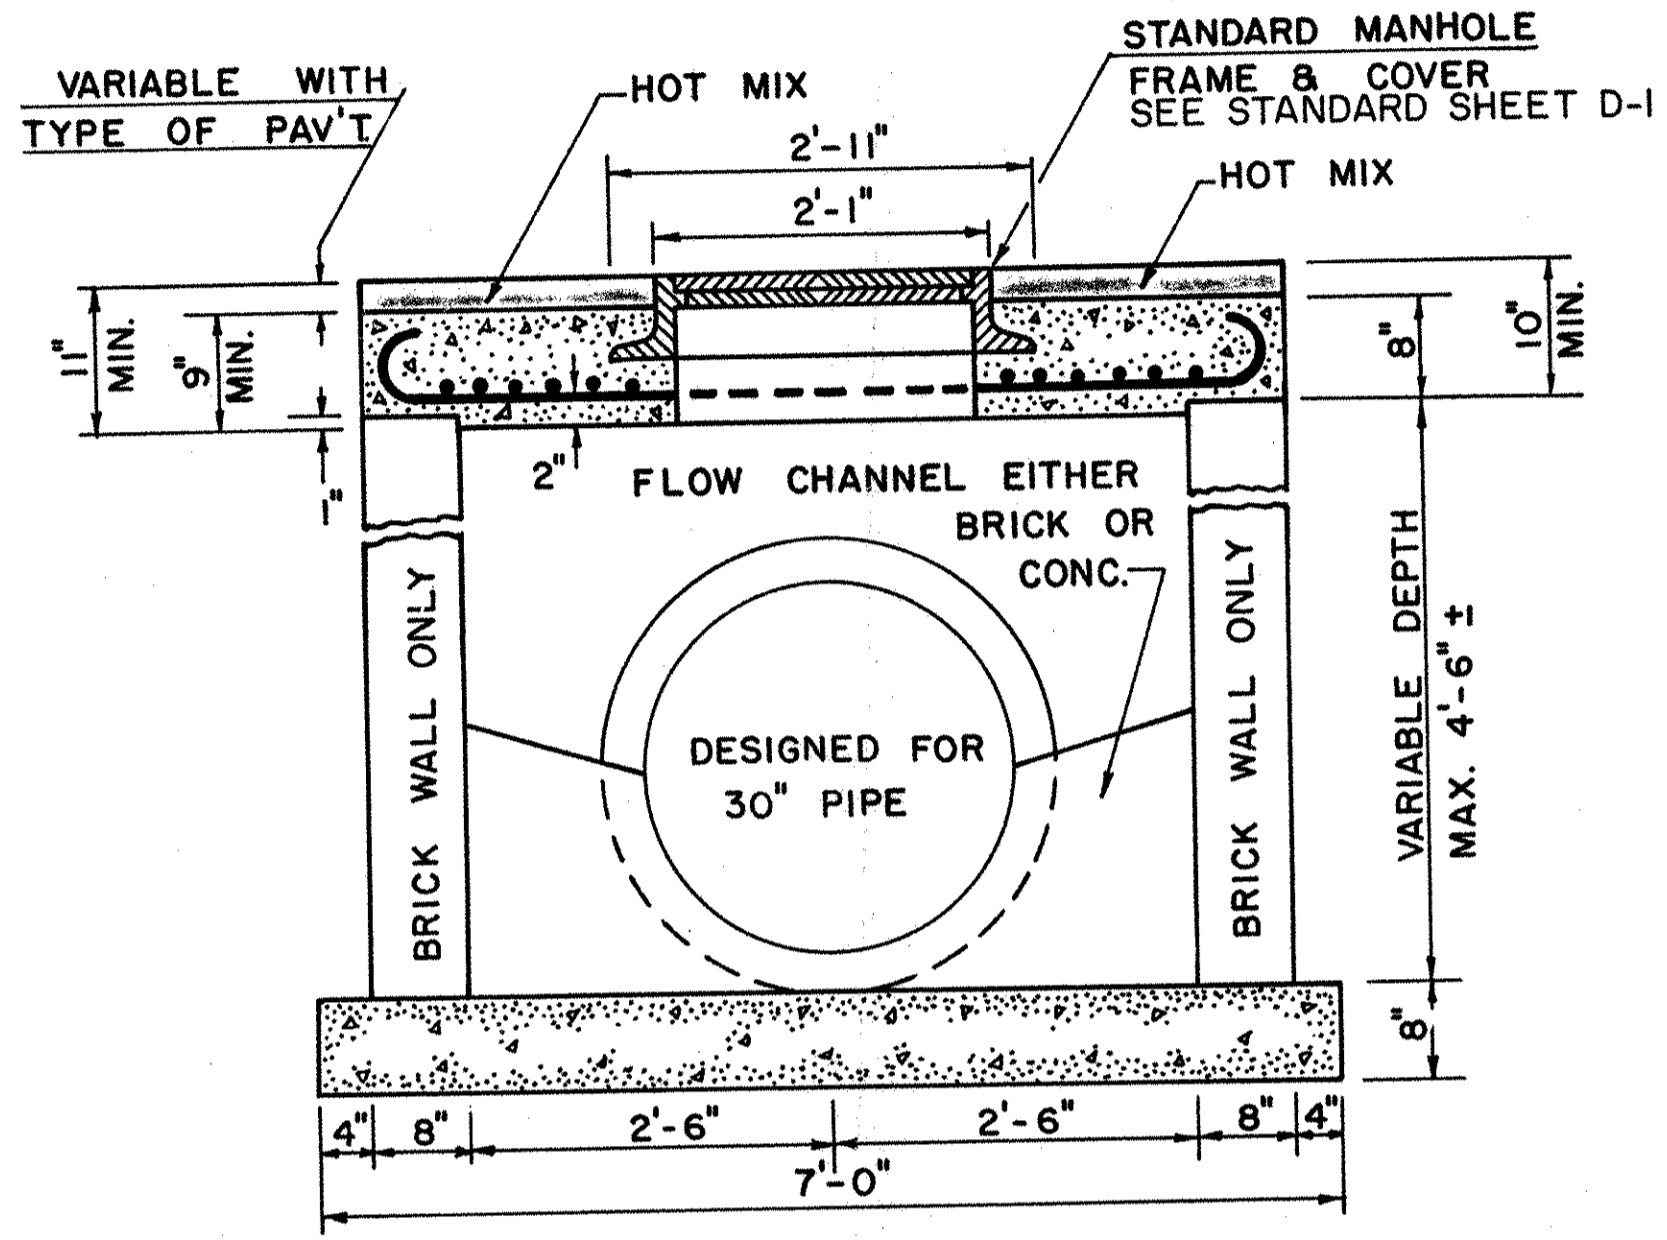 STANDARD MANHOLE
FRAME & COVER
SEE STANDARD SHEET D-1
VARIABLE WITH
TYPE OF PAV'T.
HOT MIX
2'-11"
2'-1"
HOT MIX
11"
MIN.
9"
MIN.
8"
10"
MIN.
1"
2"
FLOW CHANNEL EITHER
BRICK OR
CONC.
BRICK WALL ONLY
DESIGNED FOR
30" PIPE
BRICK WALL ONLY
VARIABLE DEPTH
MAX. 4'-6" ±
8"
4"
8"
2'-6"
2'-6"
8"
4"
7'-0"